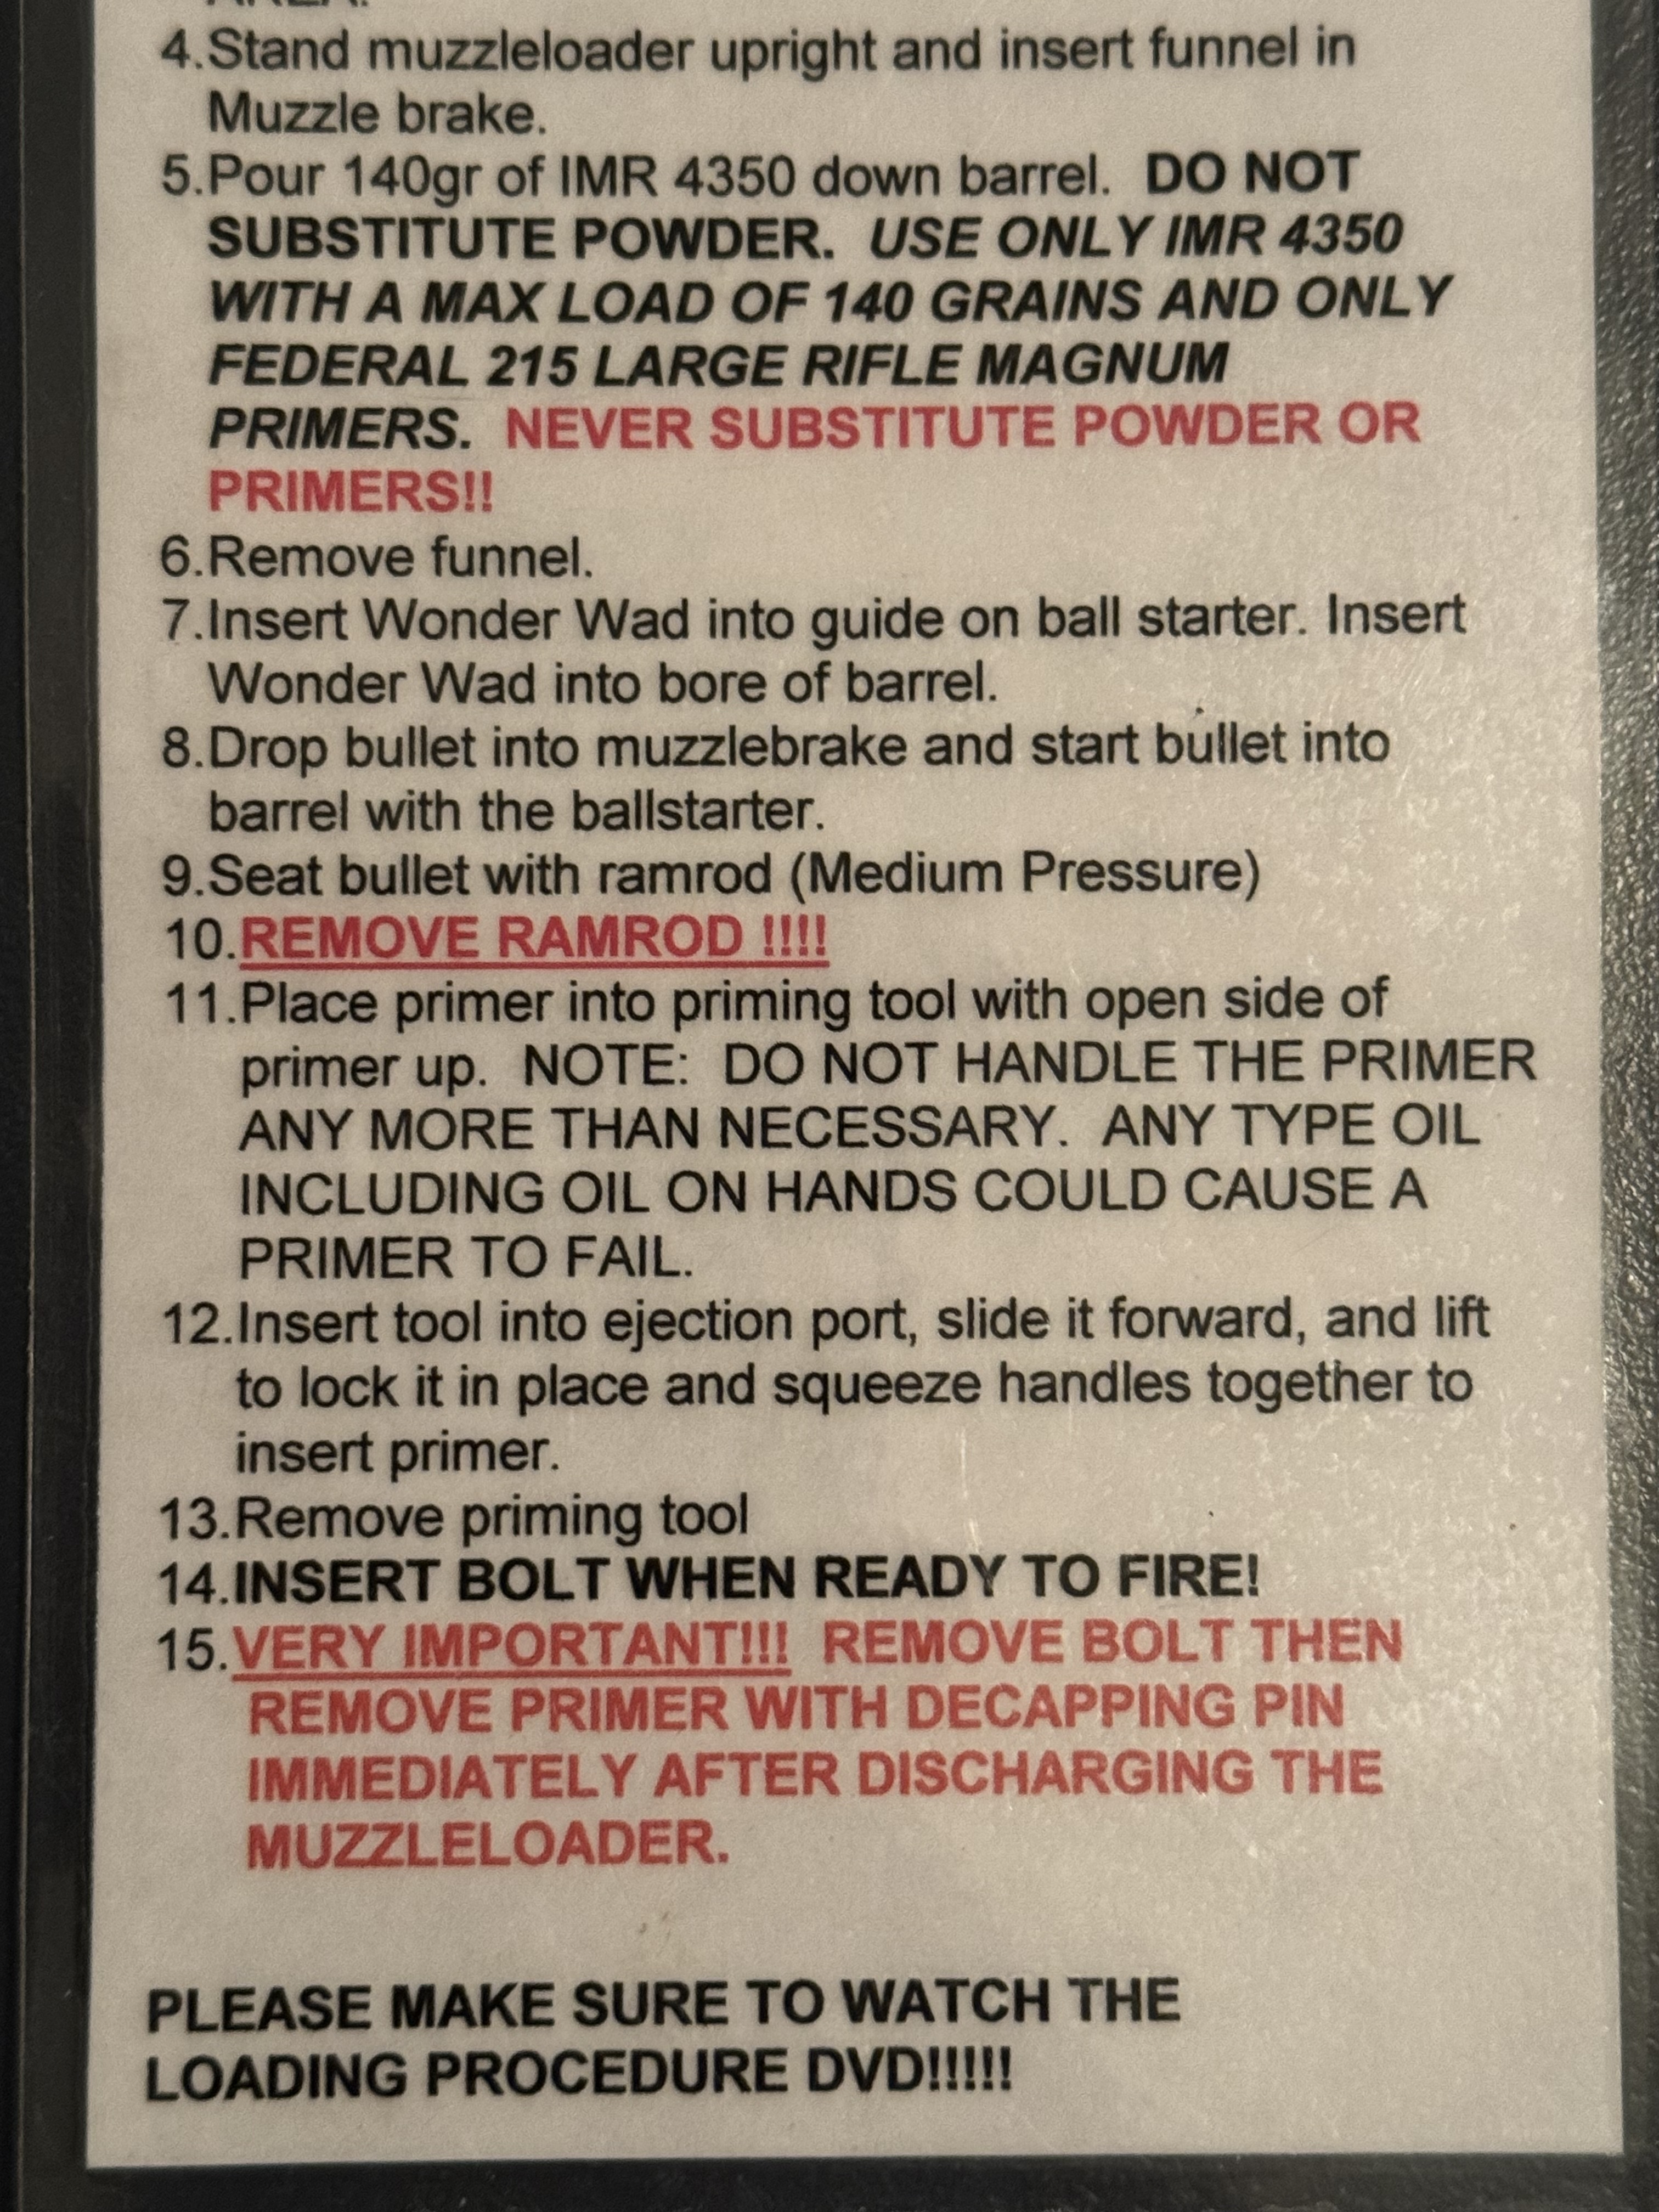 AREA.
4.Stand muzzleloader upright and insert funnel in
Muzzle brake.
5.Pour 140gr of IMR 4350 down barrel.  DO NOT
SUBSTITUTE POWDER.  USE ONLY IMR 4350
WITH A MAX LOAD OF 140 GRAINS AND ONLY
FEDERAL 215 LARGE RIFLE MAGNUM
PRIMERS.  NEVER SUBSTITUTE POWDER OR
PRIMERS!!
6.Remove funnel.
7.Insert Wonder Wad into guide on ball starter. Insert
Wonder Wad into bore of barrel.
8.Drop bullet into muzzlebrake and start bullet into
barrel with the ballstarter.
9.Seat bullet with ramrod (Medium Pressure)
10.REMOVE RAMROD !!!!
11.Place primer into priming tool with open side of
primer up.  NOTE:  DO NOT HANDLE THE PRIMER
ANY MORE THAN NECESSARY.  ANY TYPE OIL
INCLUDING OIL ON HANDS COULD CAUSE A
PRIMER TO FAIL.
12.Insert tool into ejection port, slide it forward, and lift
to lock it in place and squeeze handles together to
insert primer.
13.Remove priming tool
14.INSERT BOLT WHEN READY TO FIRE!
15.VERY IMPORTANT!!!  REMOVE BOLT THEN
REMOVE PRIMER WITH DECAPPING PIN
IMMEDIATELY AFTER DISCHARGING THE
MUZZLELOADER.
PLEASE MAKE SURE TO WATCH THE
LOADING PROCEDURE DVD!!!!!